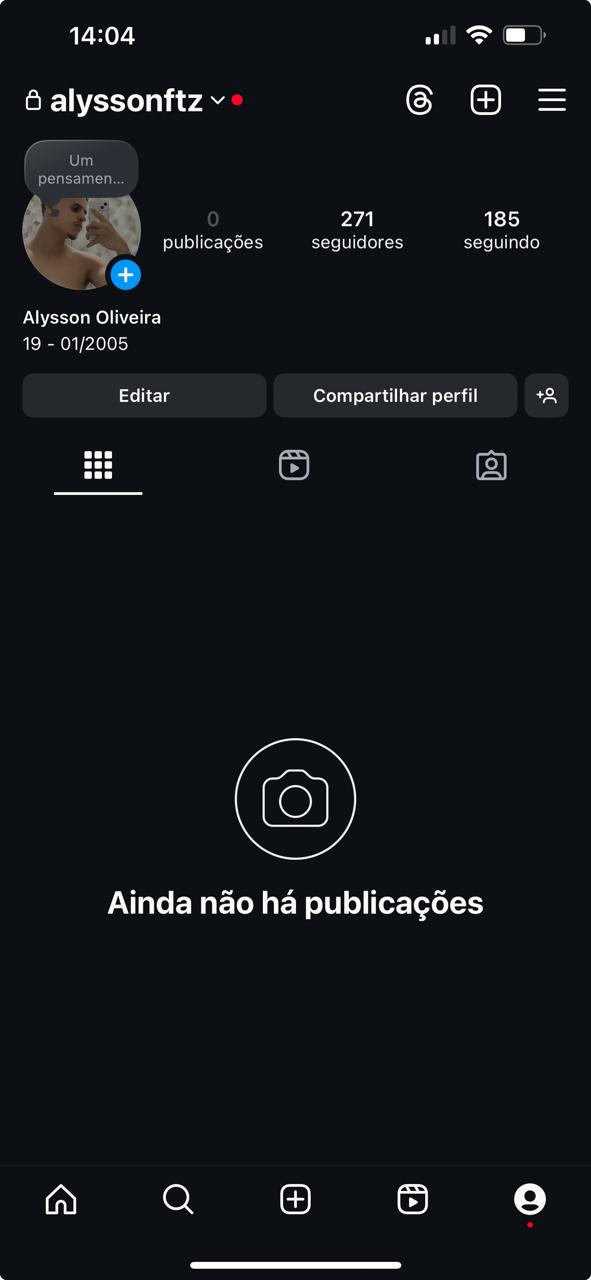 14:04
alyssonftz
Um
pensamen...
0
publicações
271
seguidores
185
seguindo
Alysson Oliveira
19 - 01/2005
Editar
Compartilhar perfil
Ainda não há publicações